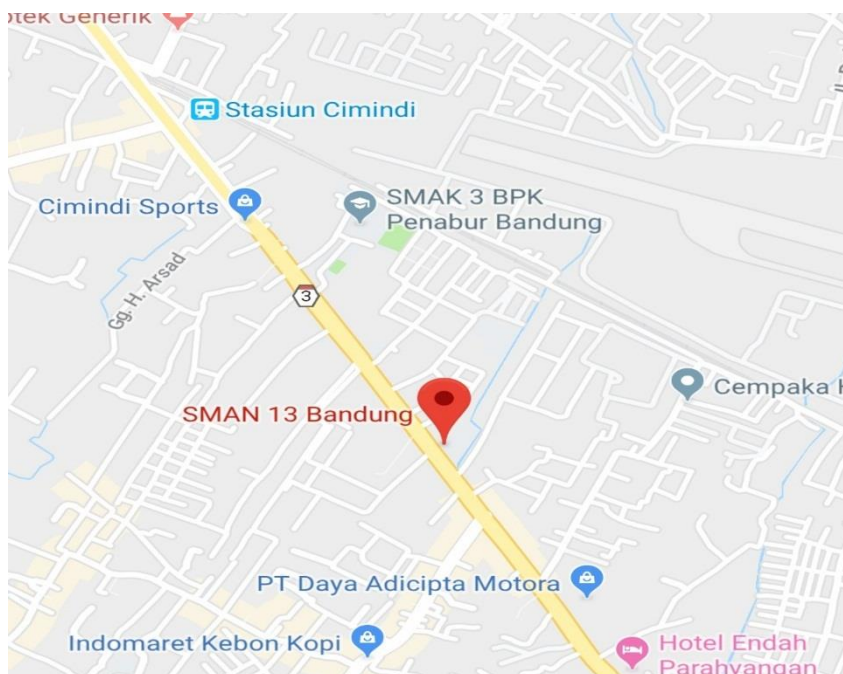 Generik
Stasiun Cimindi
Cimindi Sports
SMAK 3 BPK
Penabur Bandung
Gg. H. Arsad
3
Cempaka
SMAN 13 Bandung
PT Daya Adicipta Motora
Indomaret Kebon Kopi
Hotel Endah
Parahyangan